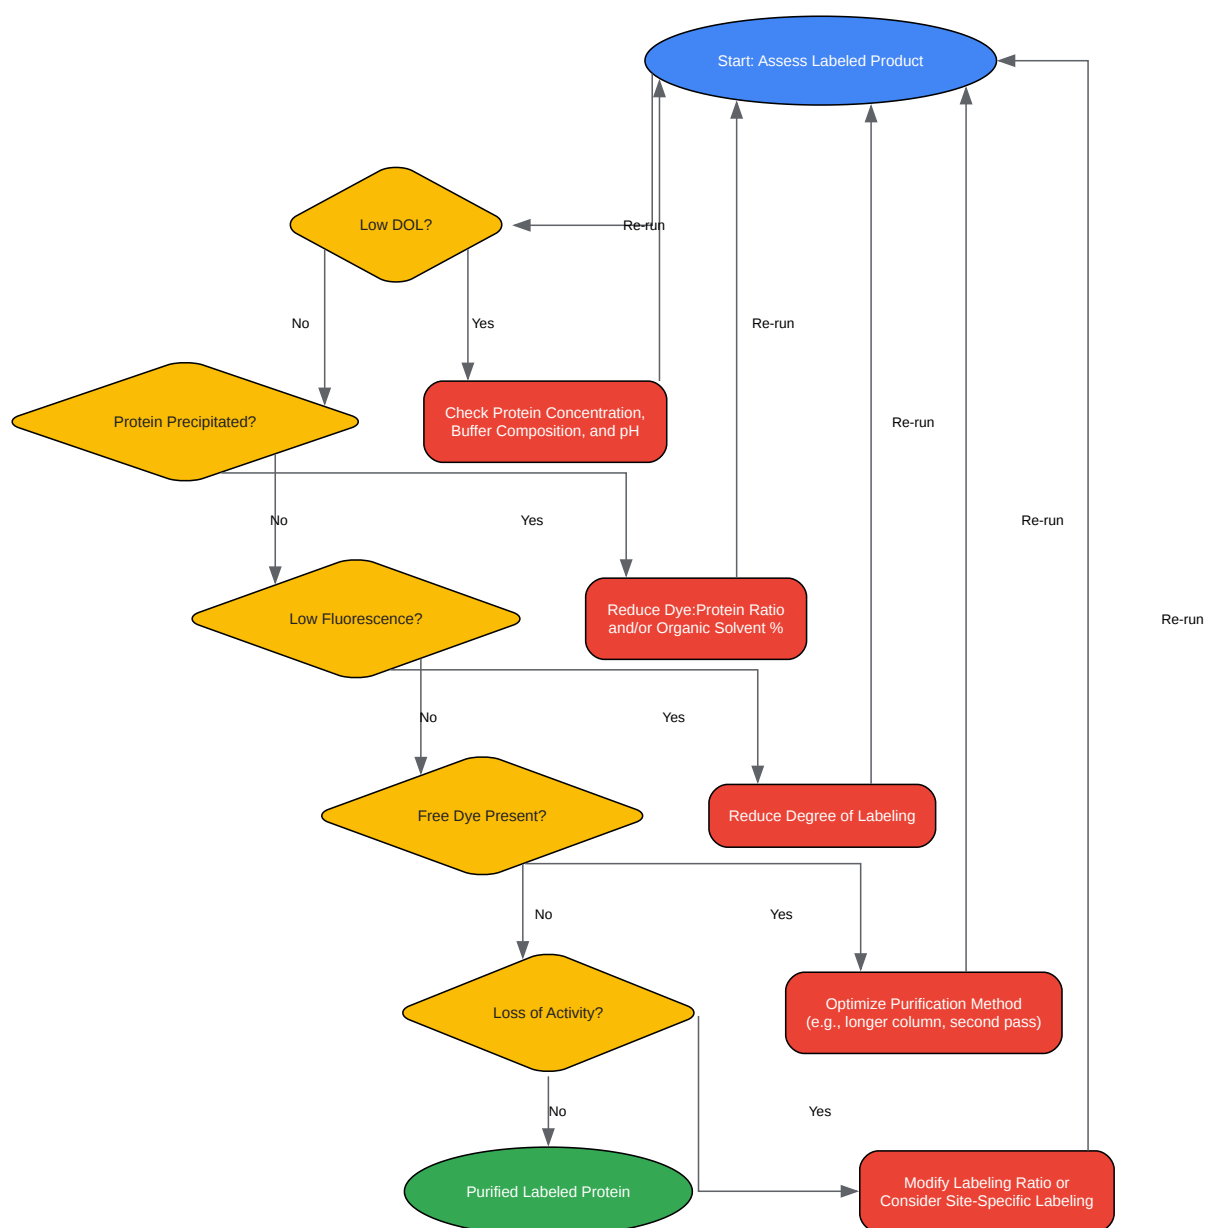 Start: Assess Labeled Product
Low DOL?
Re-run
No
Yes
Re-run
Protein Precipitated?
Check Protein Concentration,
Buffer Composition, and pH
Re-run
No
Yes
Re-run
Low Fluorescence?
Reduce Dye:Protein Ratio
and/or Organic Solvent %
Re-run
No
Yes
Free Dye Present?
Reduce Degree of Labeling
No
Yes
Loss of Activity?
Optimize Purification Method
(e.g., longer column, second pass)
No
Yes
Purified Labeled Protein
Modify Labeling Ratio or
Consider Site-Specific Labeling